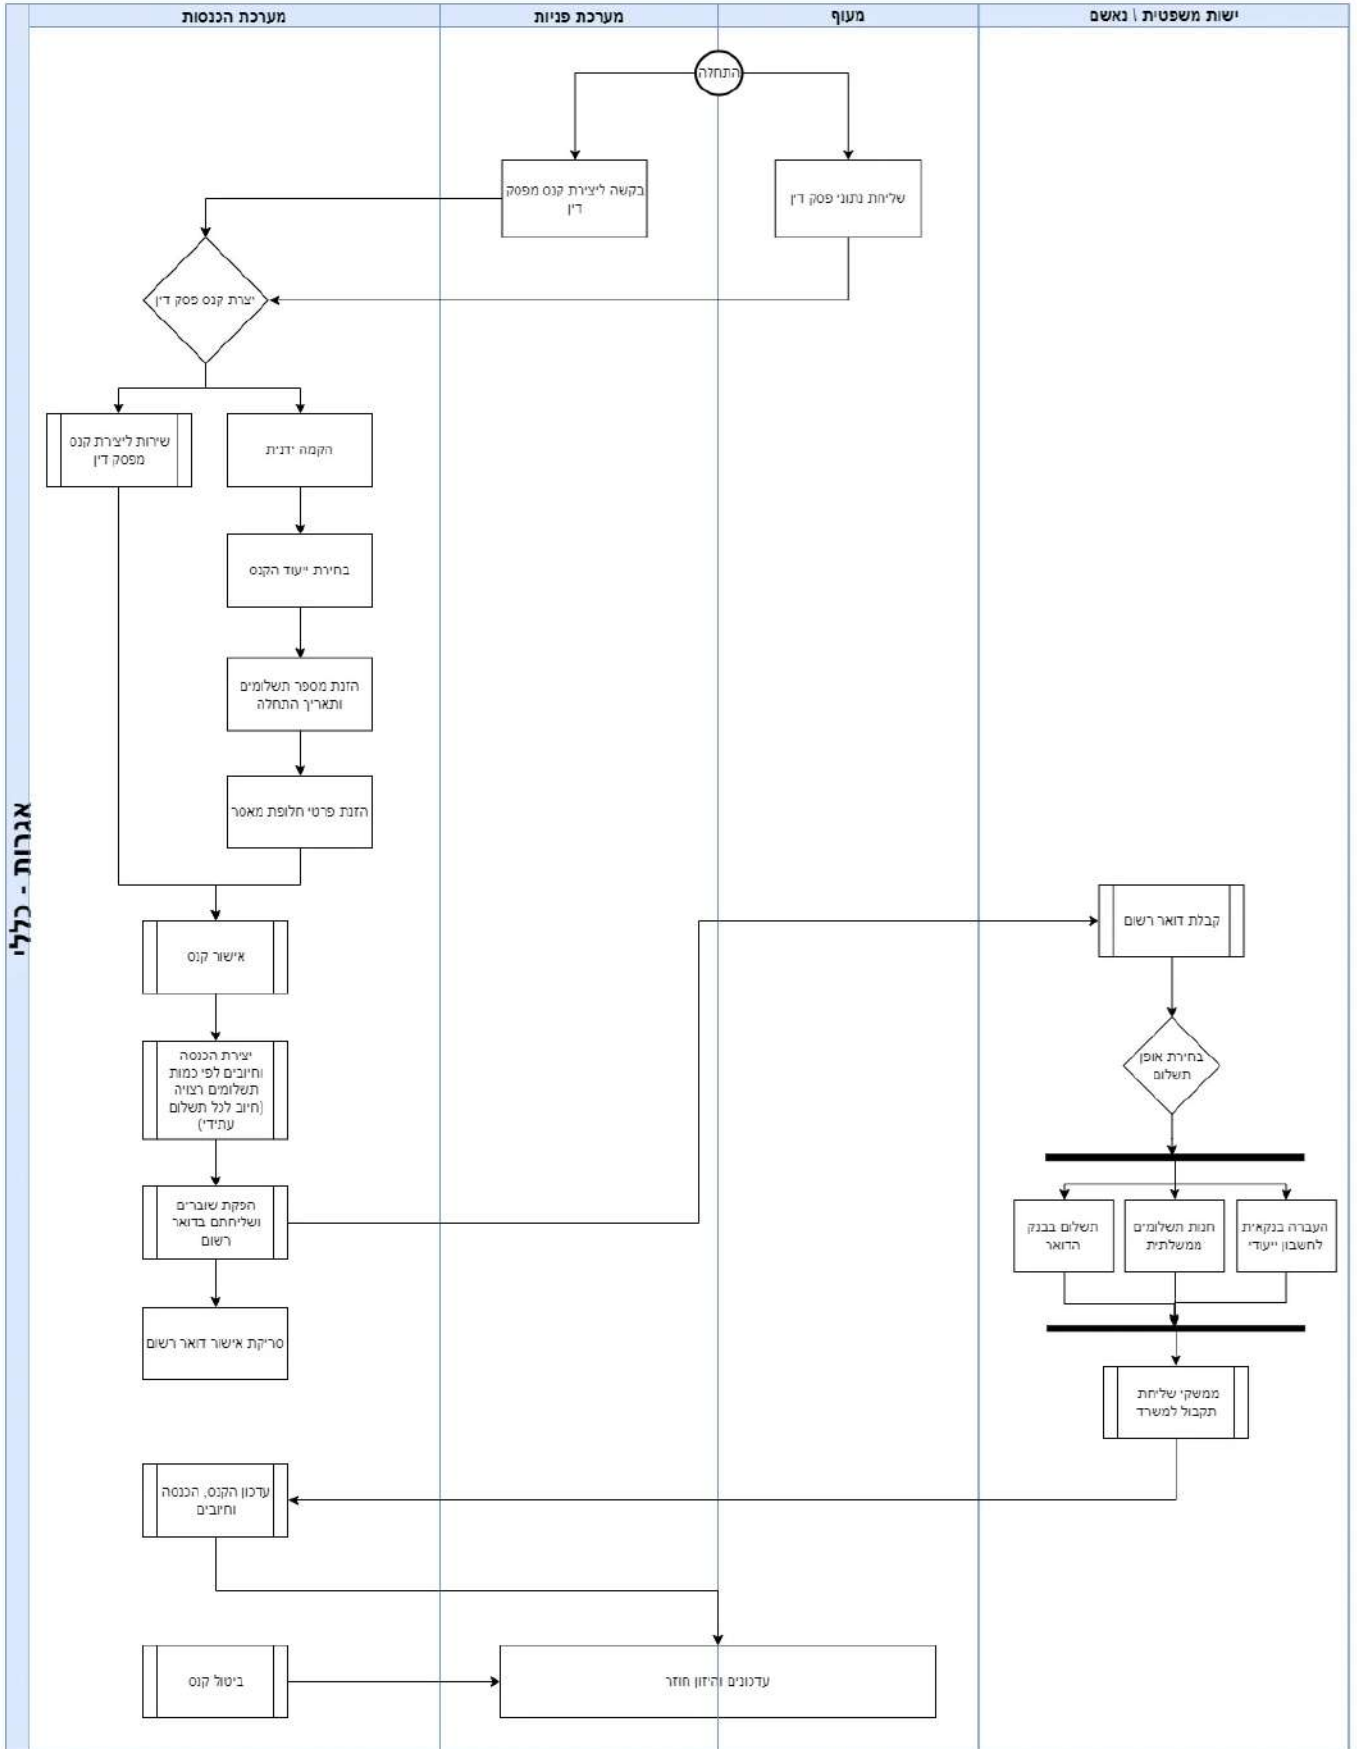 ישות משפטית \ נאשם
מעוף
מערכת פניות
מערכת הכנסות
אגרות - כללי
התחלה
שליחת נתוני פסק דין
בקשה ליצירת קנס מפסק
דין
יצרת קנס פסק דין
הקמה ידנית
שירות ליצירת קנס
מפסק דין
בחירת ייעוד הקנס
הזנת מספר תשלומים
ותאריך התחלה
הזנת פרטי חלופת מאסר
אישור קנס
יצירת הכנסה
וחיובים לפי כמות
תשלומים רצויה
(חיוב לכל תשלום
עתידי)
הפקת שוברים
ושליחתם בדואר
רשום
סריקת אישור דואר רשום
קבלת דואר רשום
בחירת אופן
תשלום
העברה בנקאית
לחשבון ייעודי
חנות תשלומים
ממשלתית
תשלום בבנק
הדואר
ממשקי שליחת
תקבול למשרד
עדכון הקנס, הכנסה
וחיובים
עדכונים והיזון חוזר
ביטול קנס